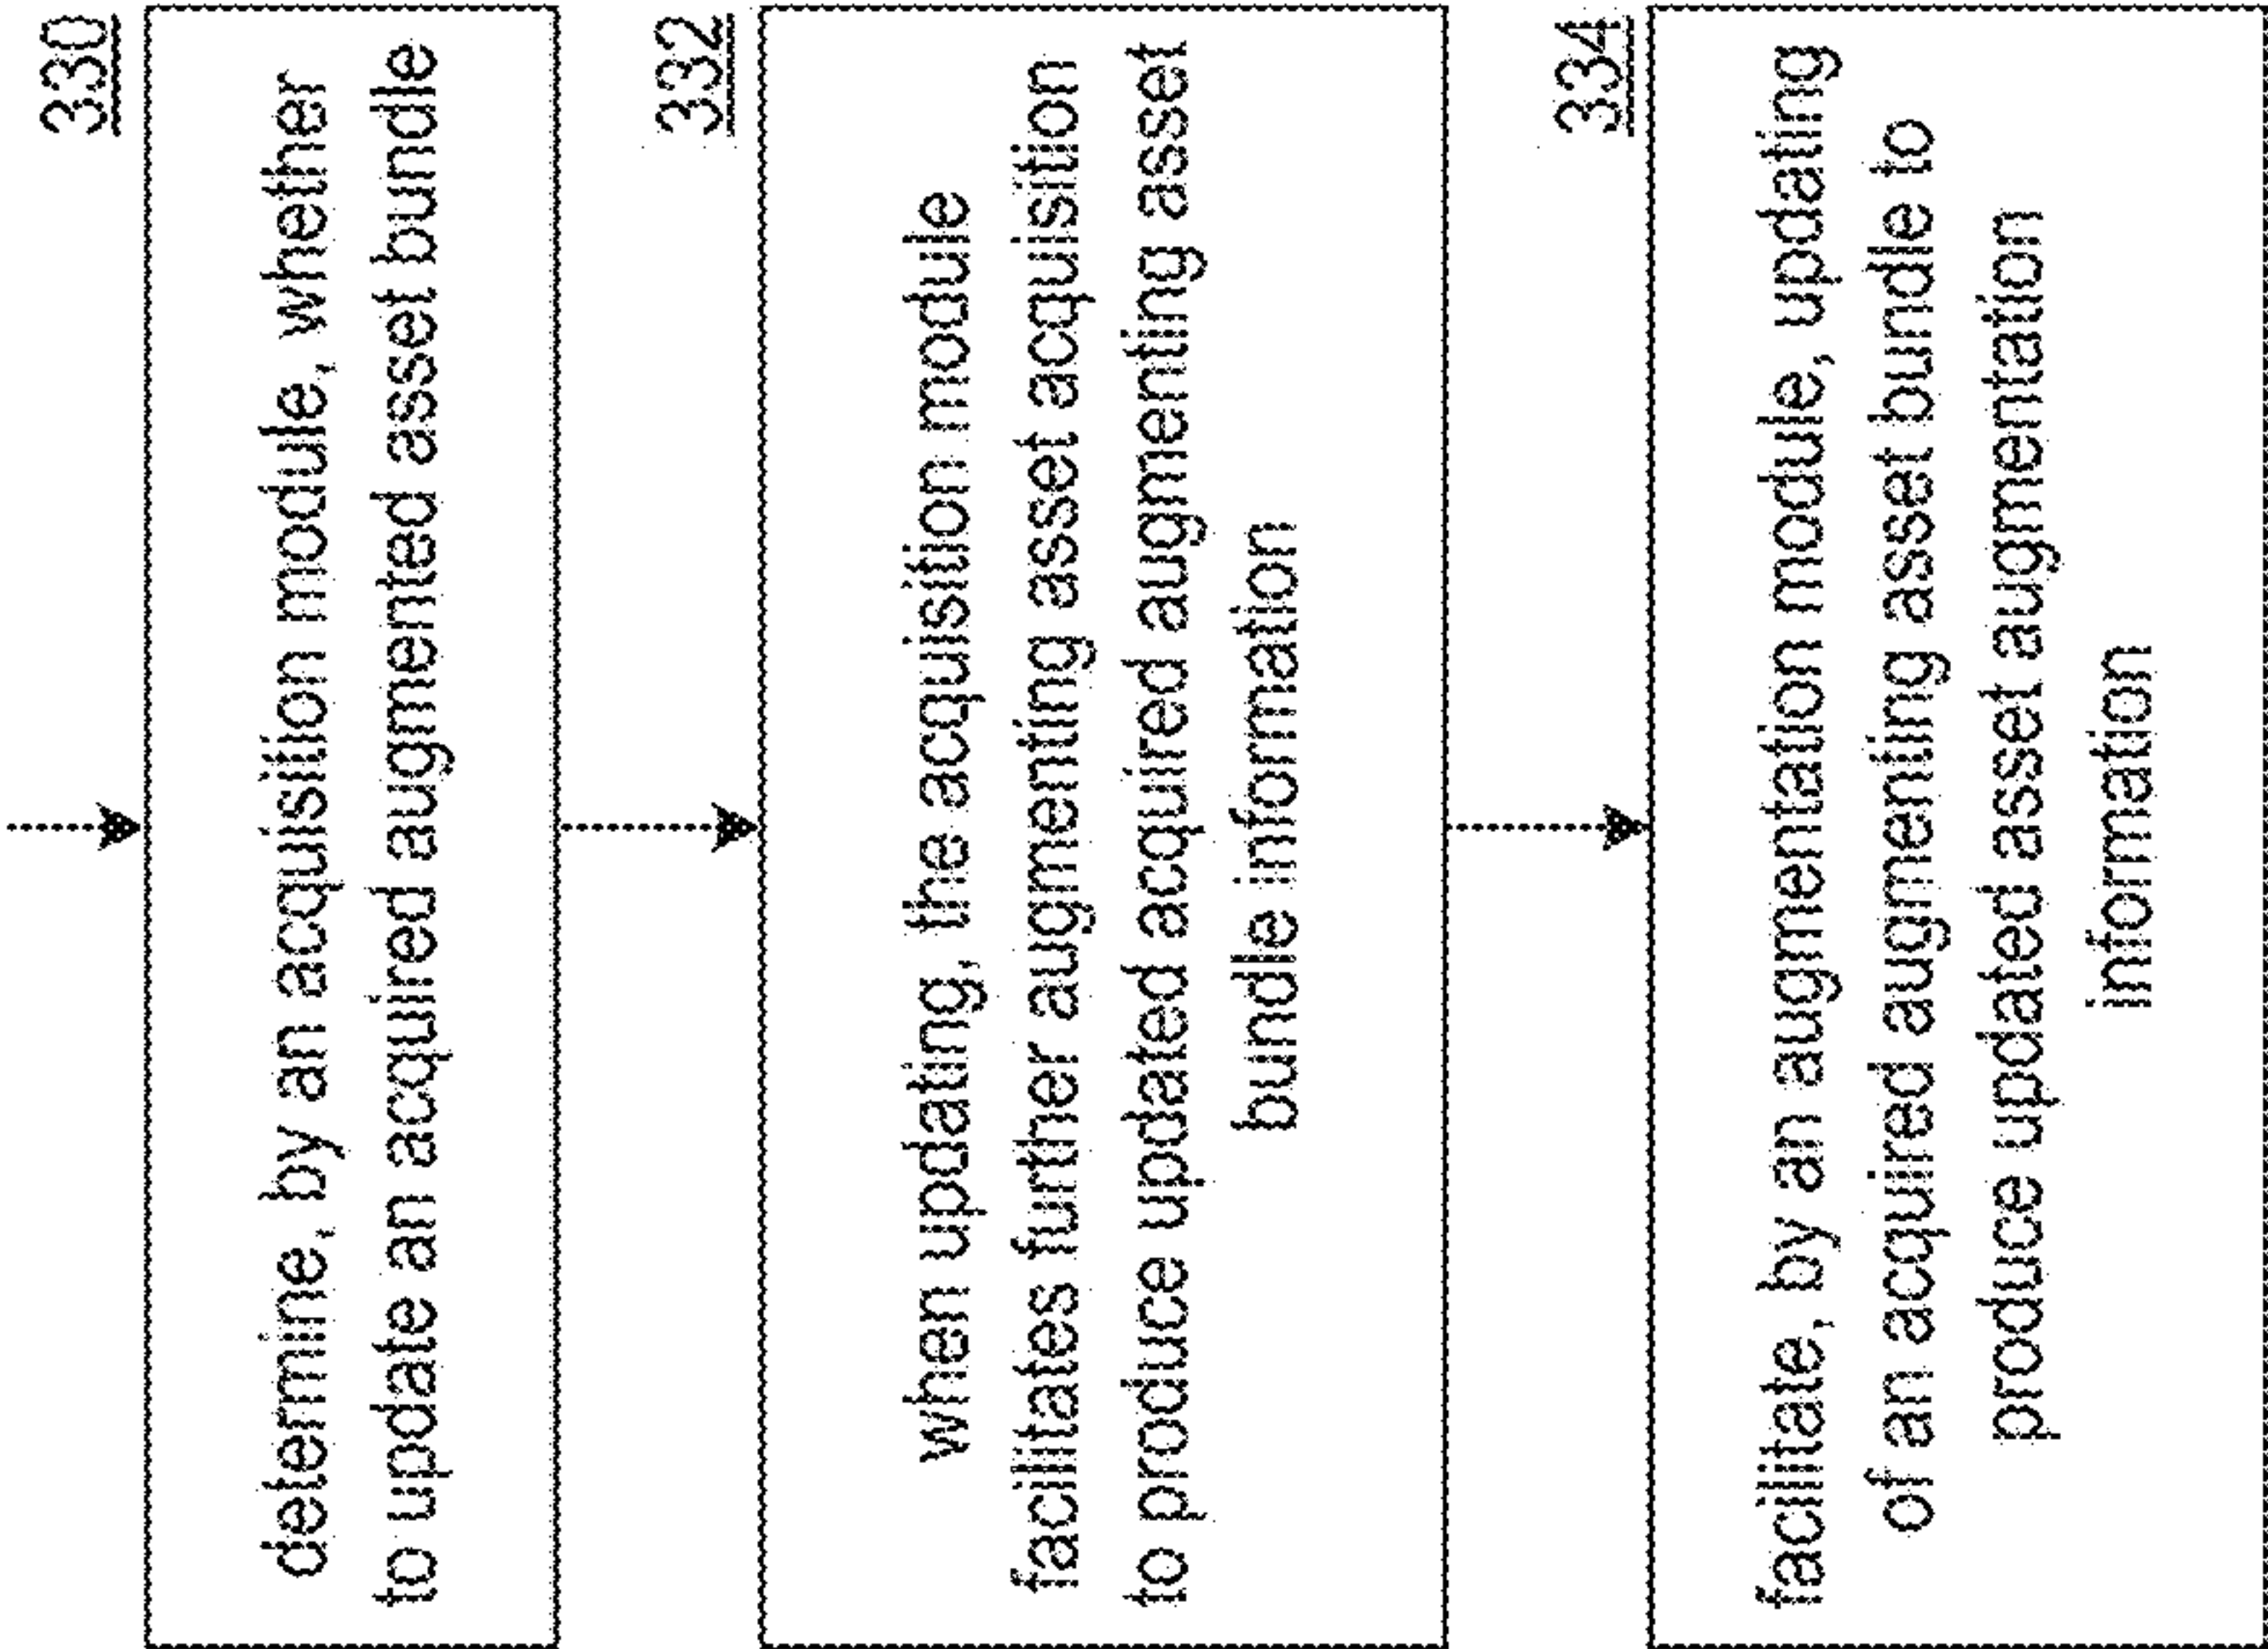 330
determine, by an acquisition module, whether
to update an acquired augmented asset bundle
332
when updating, the acquisition module
facilitates further augmenting asset acquisition
to produce updated acquired augmenting asset
bundle information
334
facilitate, by an augmentation module, updating
of an acquired augmenting asset bundle to
produce updated asset augmentation
information